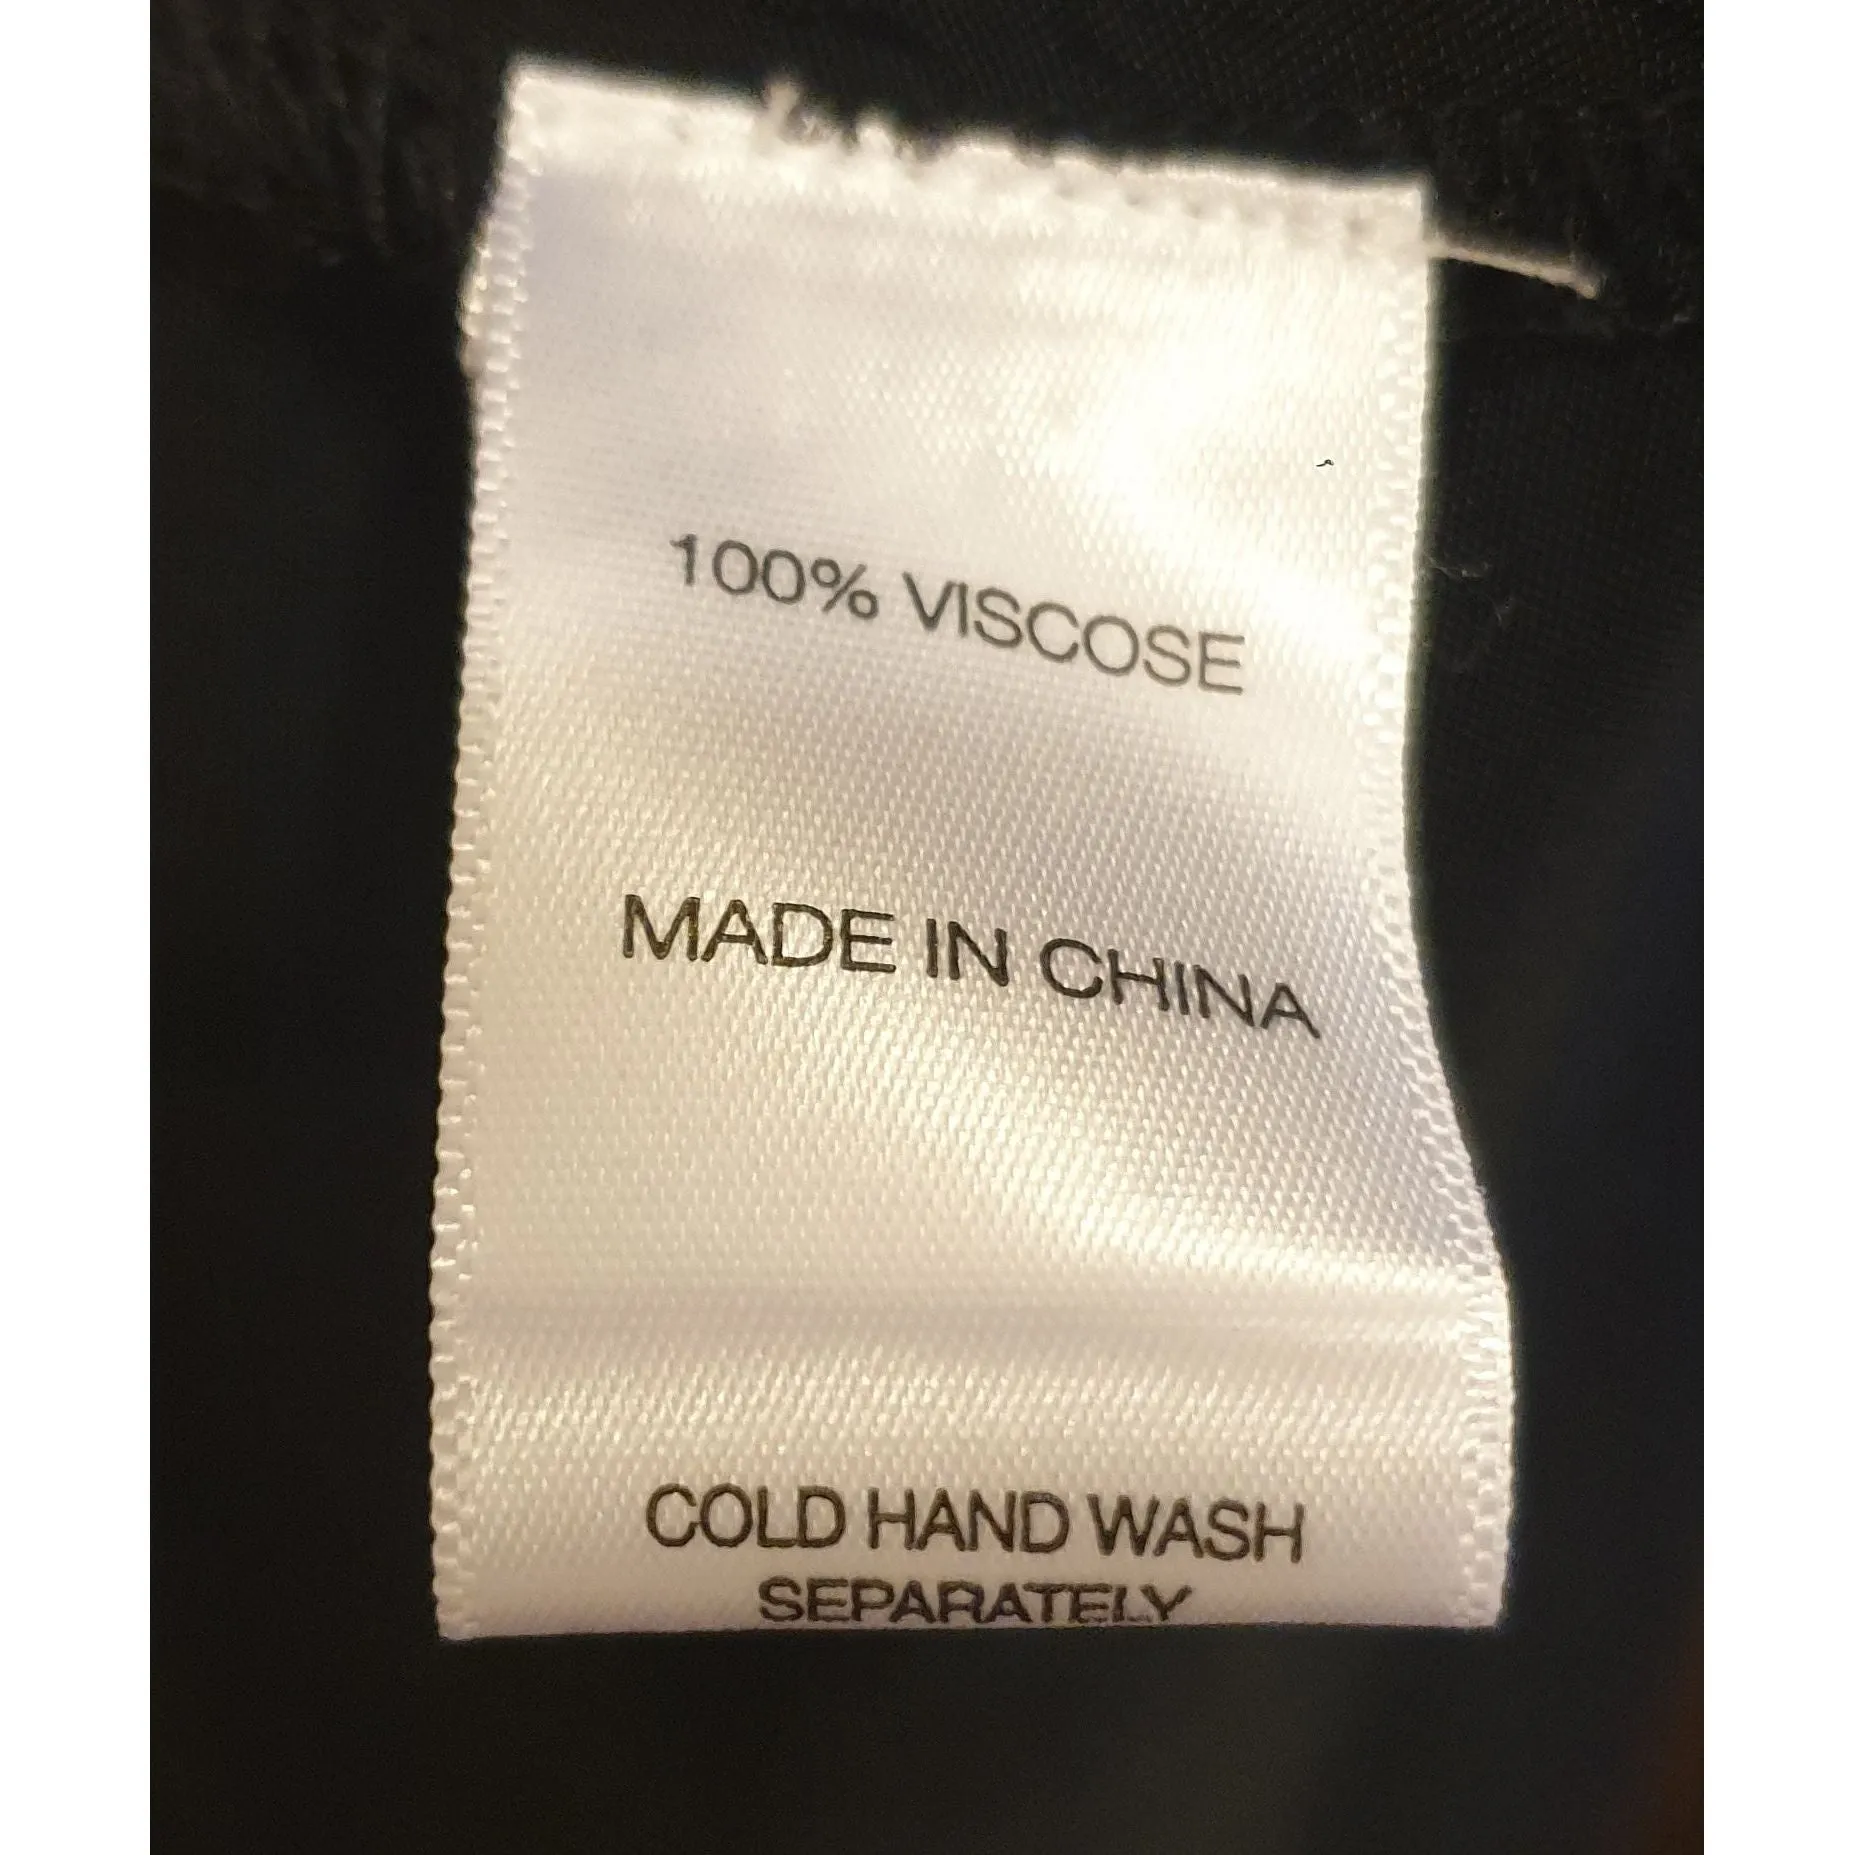 100% VISCOSE
MADE IN CHINA
COLD HAND WASH
SEPARATELY